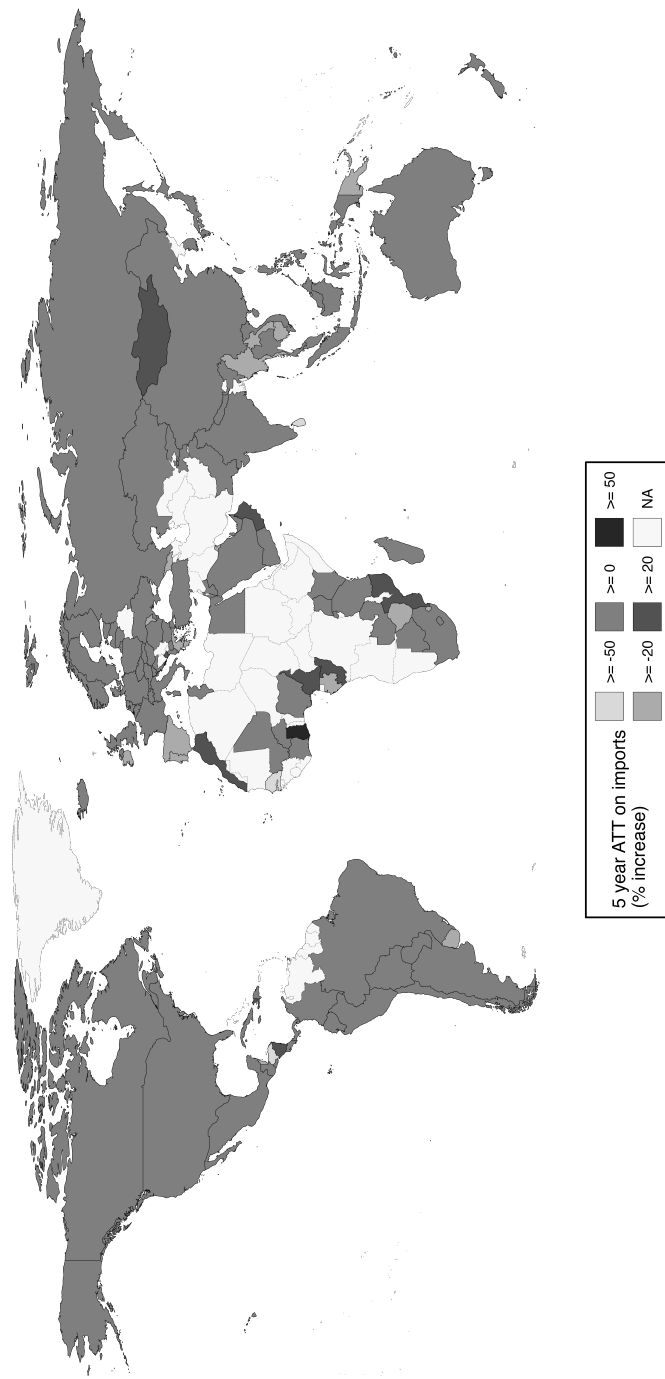 5 year ATT on imports
(% increase)
>= -50
>= -20
>= 0
>= 20
>= 50
NA